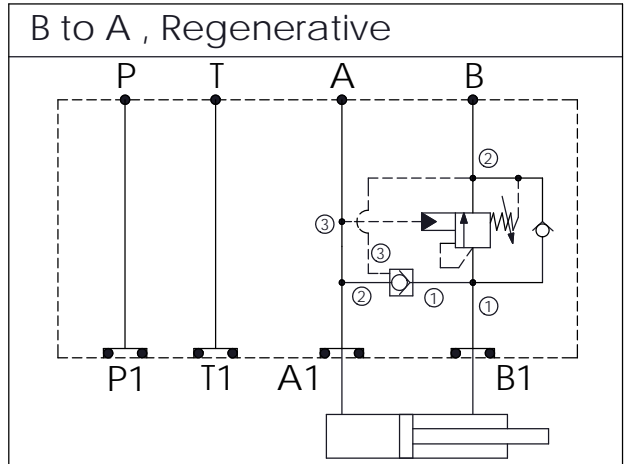 B to A , Regenerative
P T A B
②
③
③
② ① ①
P1 T1 A1 B1